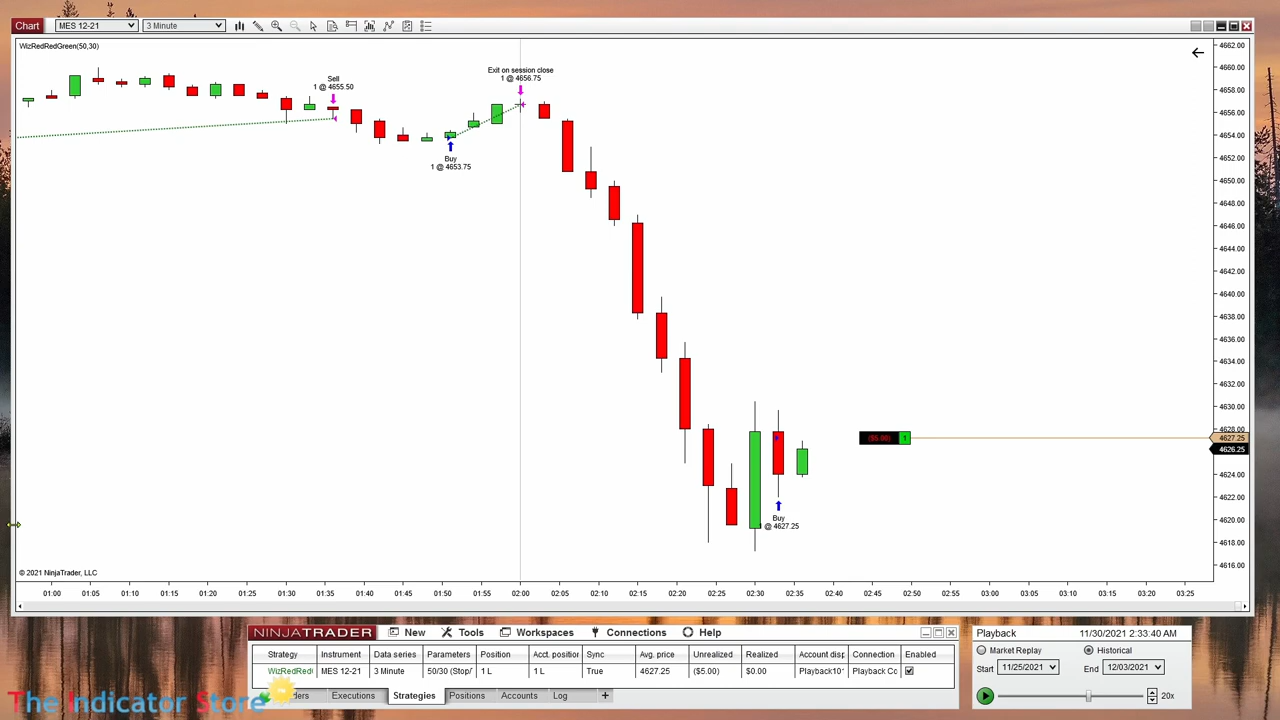 Chart
MES 12-21
3 Minute
WizRedRedGreen(50,30)
Sell
1 @ 4655.50
Buy
1 @ 4653.75
Exit on session close
1 @ 4656.75
Buy
1 @ 4627.25
($5.00)
1
4662.00
4660.00
4658.00
4656.00
4654.00
4652.00
4650.00
4648.00
4646.00
4644.00
4642.00
4640.00
4638.00
4636.00
4634.00
4632.00
4630.00
4628.00
4627.25
4626.25
4624.00
4622.00
4620.00
4618.00
4616.00
© 2021 NinjaTrader, LLC
01:00 01:05 01:10 01:15 01:20 01:25 01:30 01:35 01:40 01:45 01:50 01:55 02:00 02:05 02:10 02:15 02:20 02:25 02:30 02:35 02:40 02:45 02:50 02:55 03:00 03:05 03:10 03:15 03:20 03:25
NINJATRADER New Tools Workspaces Connections Help
Strategy Instrument Data series Parameters Position Acct. position Sync Avg. price Unrealized Realized Account disp Connection Enabled
WizRedRed MES 12-21 3 Minute 50/30 (Stop/ 1 L 1 L True 4627.25 ($5.00) $0.00 Playback10 Playback Co
ders Executions Strategies Positions Accounts Log +
Playback 11/30/2021 2:33:40 AM
Market Replay Historical
Start 11/25/2021 End 12/03/2021
20x
The Indicator Store